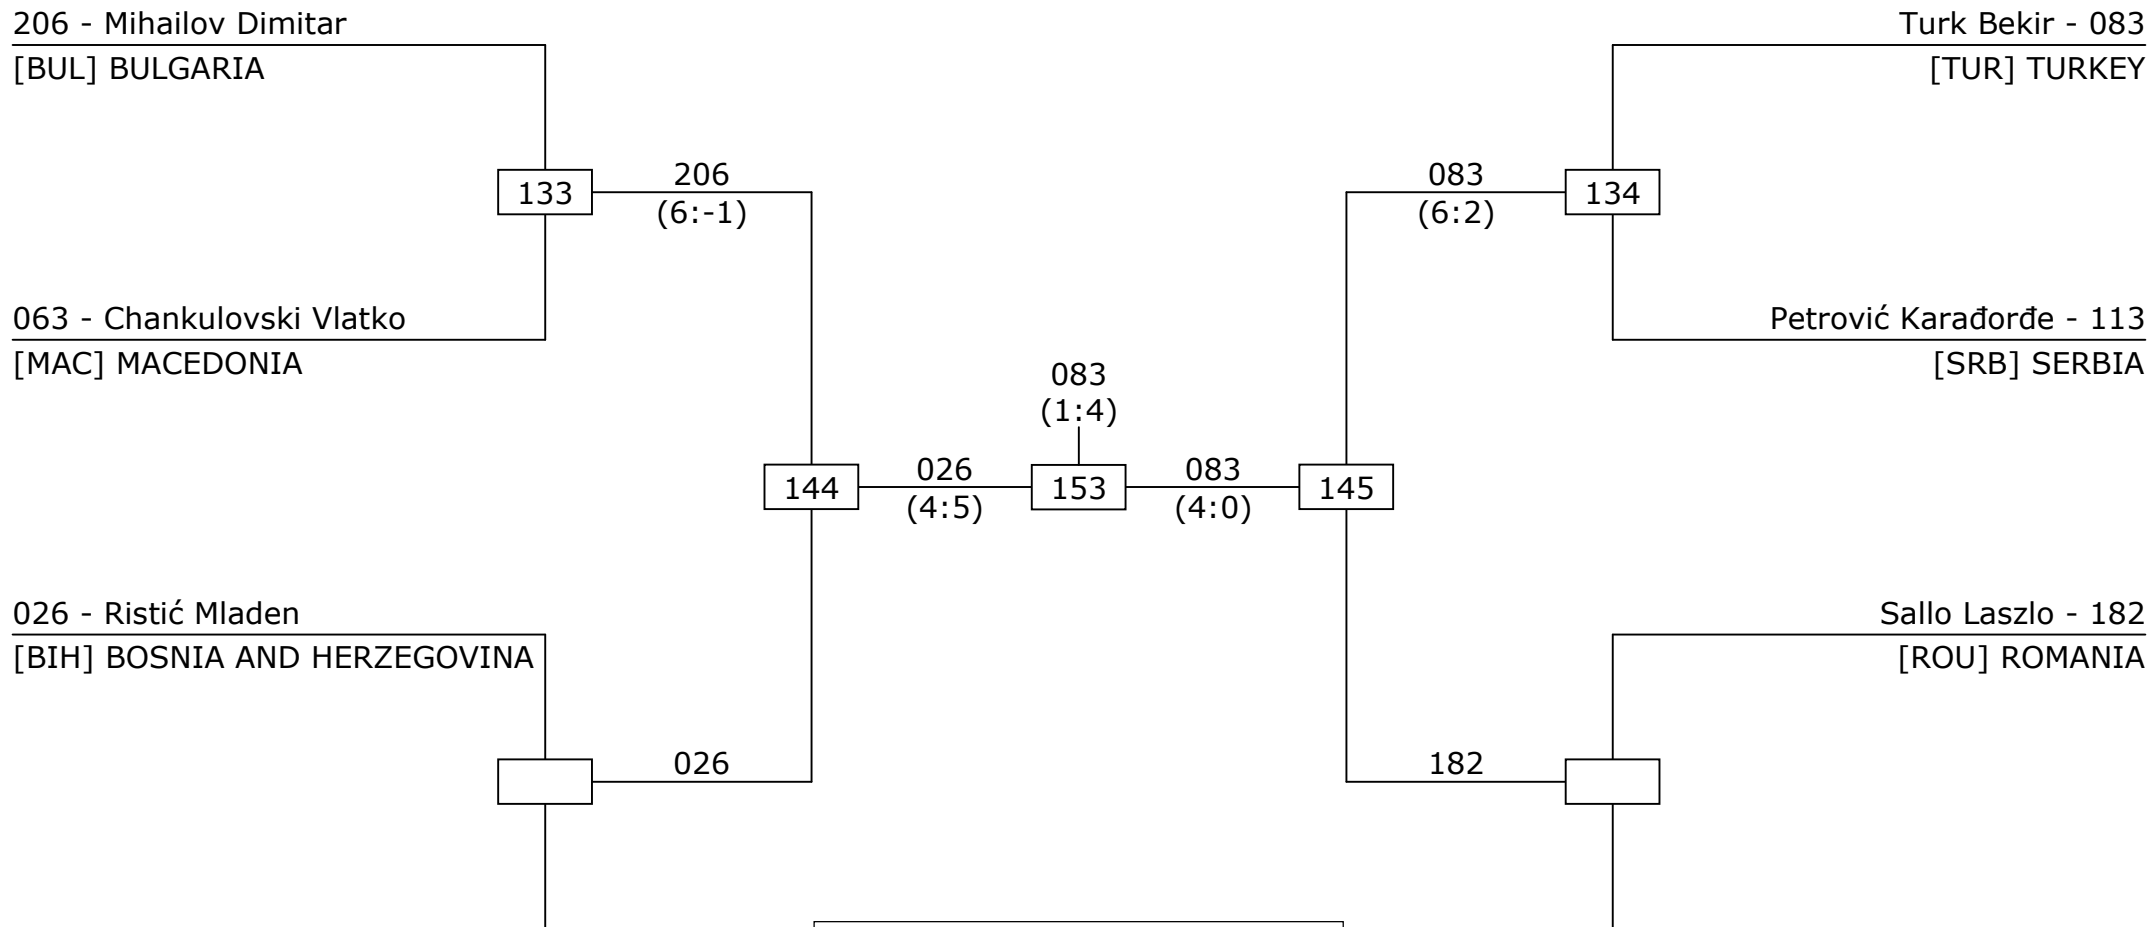 206 - Mihailov Dimitar
Turk Bekir - 083
[BUL] BULGARIA
[TUR] TURKEY
206
083
133
134
(6:-1)
(6:2)
063 - Chankulovski Vlatko
Petrović Karađorđe - 113
[MAC] MACEDONIA
[SRB] SERBIA
083
(1:4)
026
083
144
153
145
(4:5)
(4:0)
026 - Ristić Mladen
Sallo Laszlo - 182
[BIH] BOSNIA AND HERZEGOVINA
[ROU] ROMANIA
026
182